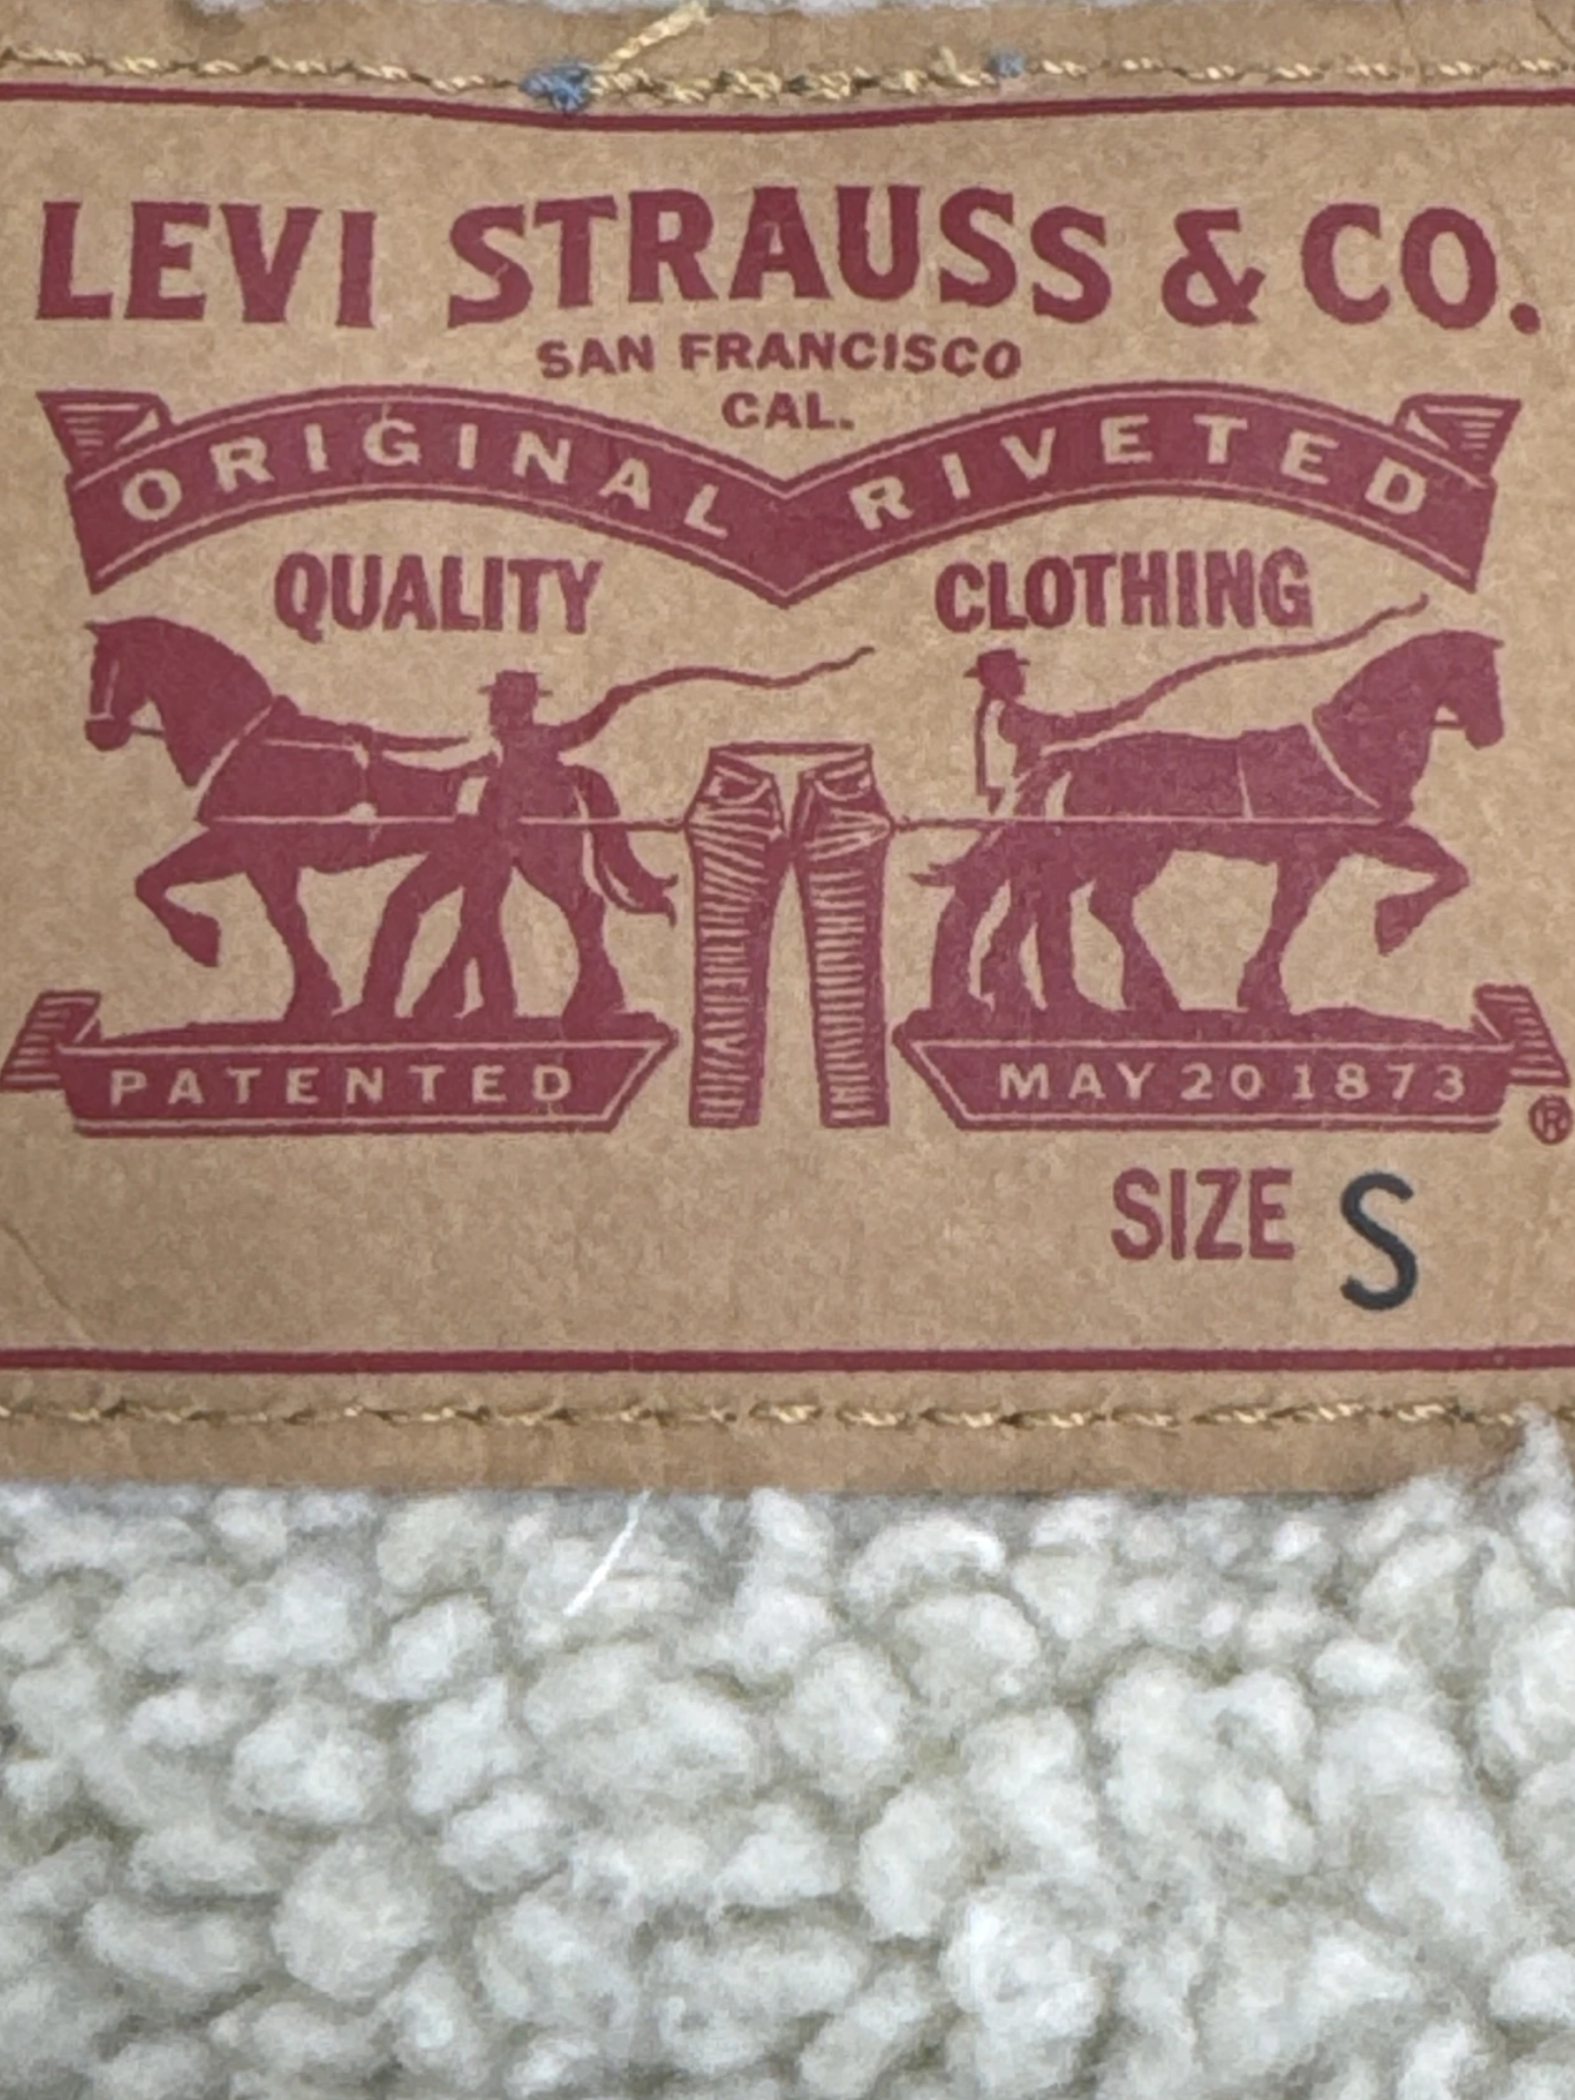 LEVI STRAUSS & CO.
SAN FRANCISCO
CAL.
ORIGINAL RIVETED
QUALITY CLOTHING
PATENTED MAY 20 1873
®
SIZE S